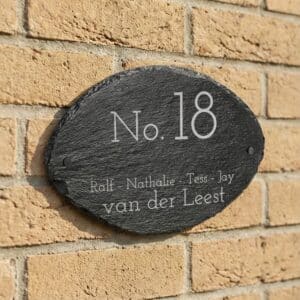 No. 18
Ralf - Nathalie - Tess - Jay
van der Leest